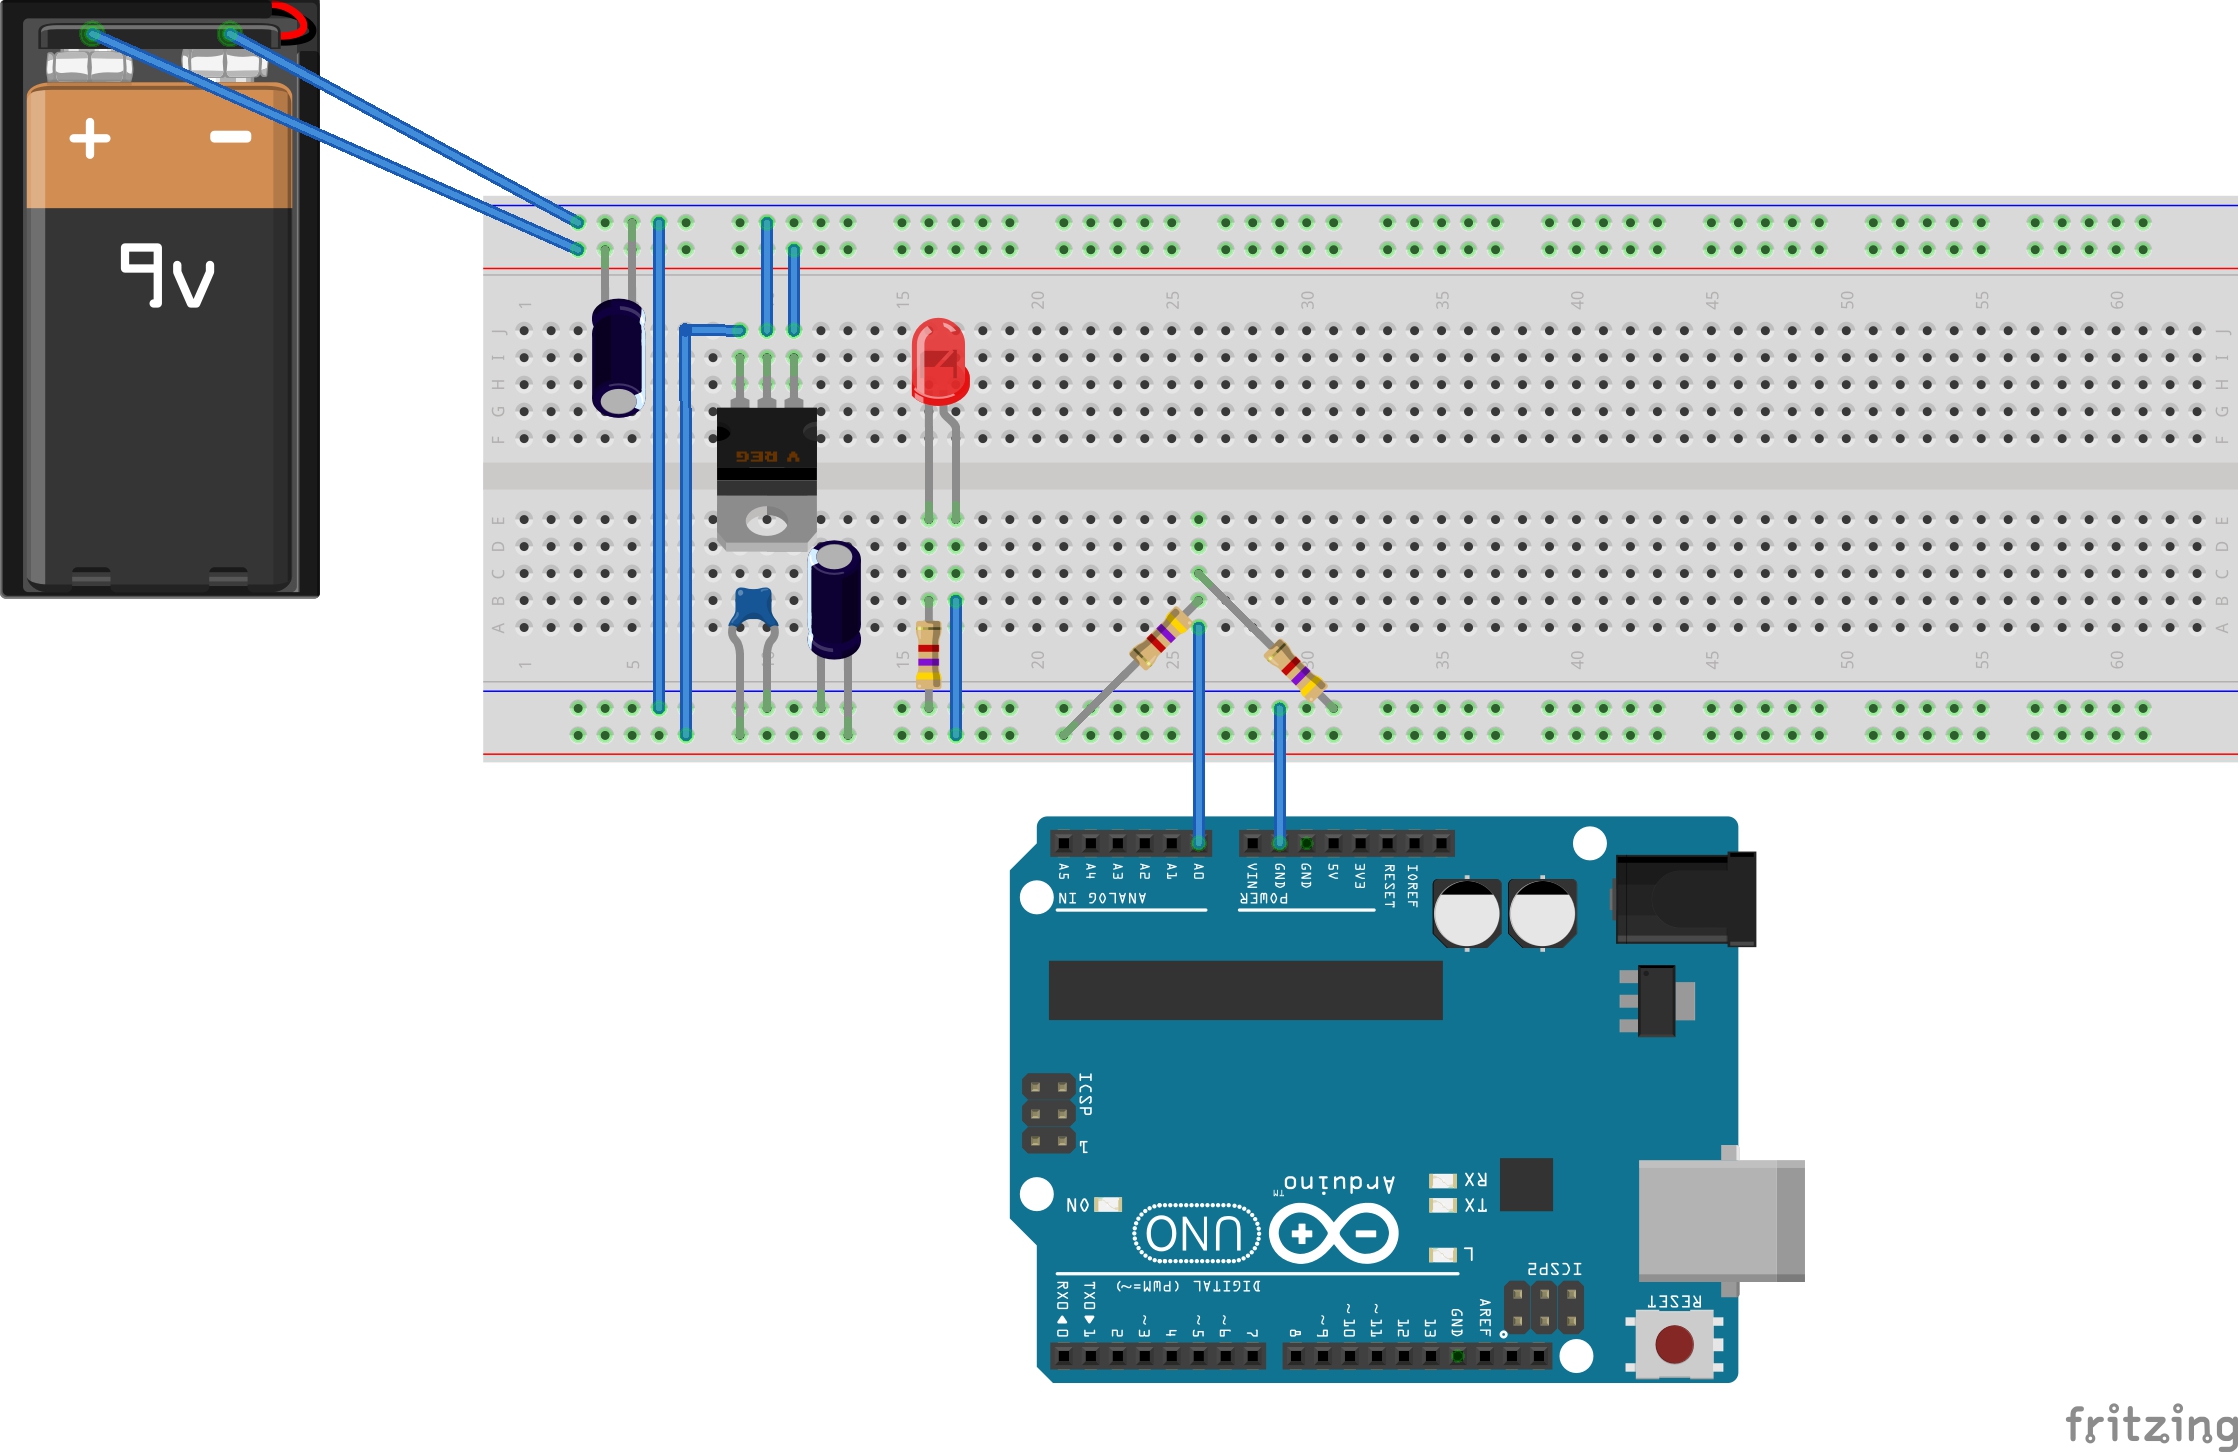 + -
9v
1 15 20 25 30 35 40 45 50 55 60
J J
I I
H H
G G
F F
V REG
E E
D D
C C
B B
A A
1 5 10 15 20 25 30 35 40 45 50 55 60
A5 A4 A3 A2 A1 A0 VIN GND GND 5V 3V3 RESET IOREF
ANALOG IN POWER
ICSP
1
Arduino
TM
RX
ON
TX
UNO
+ -
L
ICSP2
DIGITAL (PWM=~)
RESET
RX0◄0 TX0►1 2 ~3 4 ~5 ~6 7 8 ~9 ~10 ~11 12 13 GND AREF
fritzing